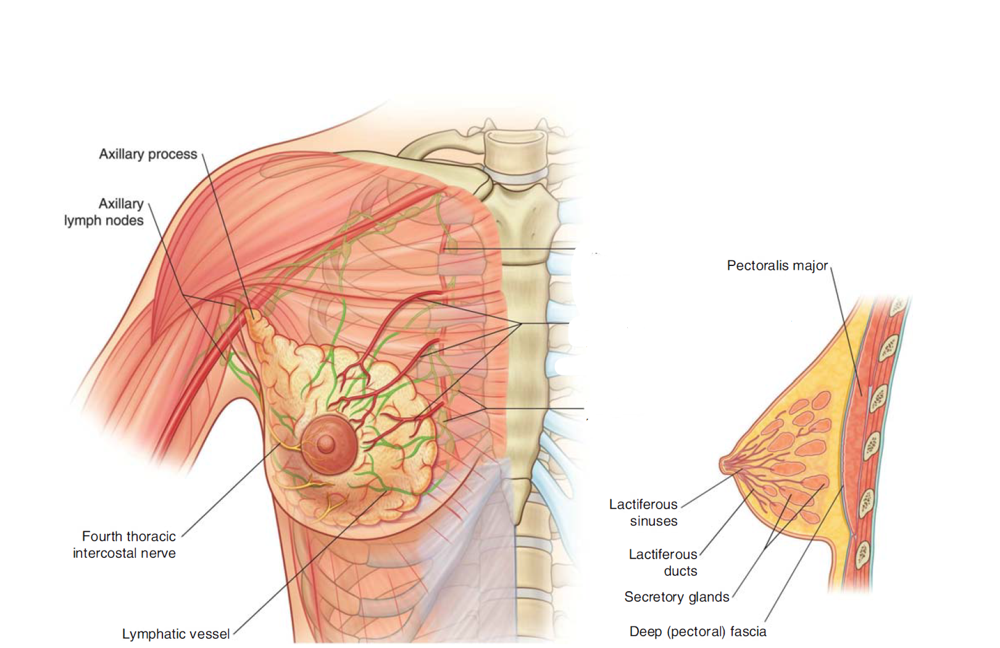 Axillary process
Axillary
lymph nodes
Fourth thoracic
intercostal nerve
Lymphatic vessel
Pectoralis major
Lactiferous
sinuses
Lactiferous
ducts
Secretory glands
Deep (pectoral) fascia